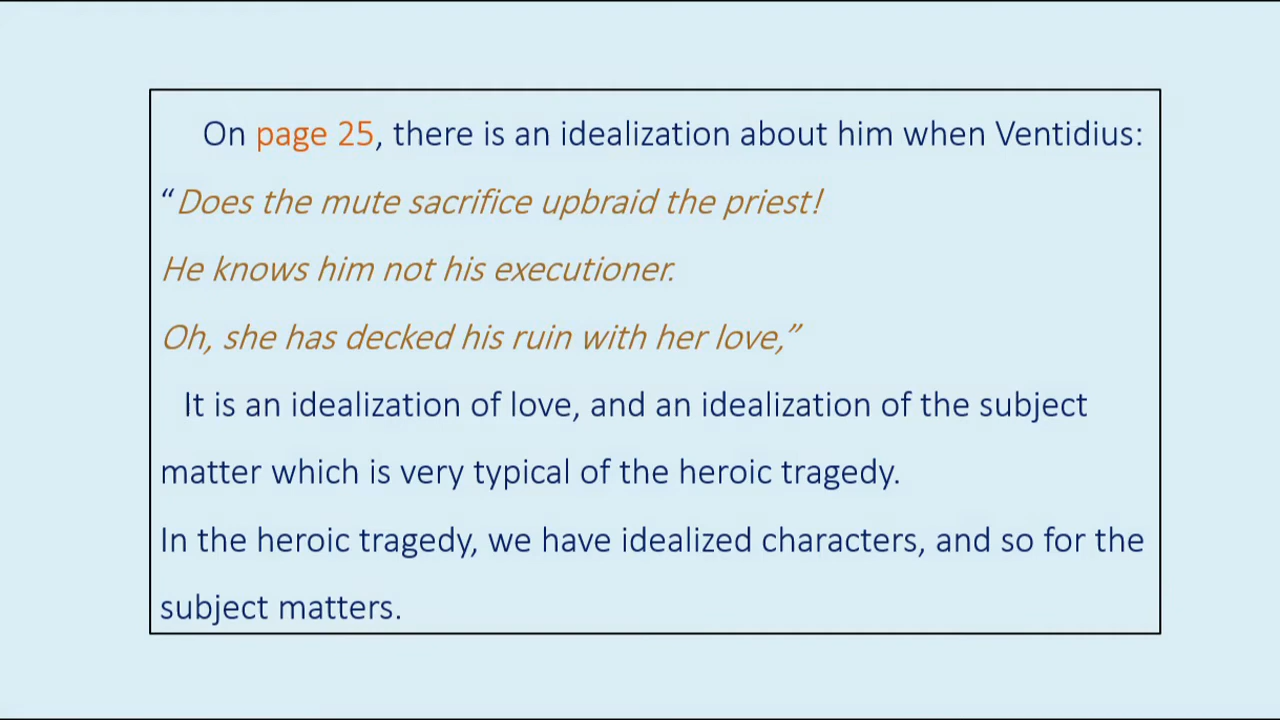 On page 25, there is an idealization about him when Ventidius:
“Does the mute sacrifice upbraid the priest!
He knows him not his executioner.
Oh, she has decked his ruin with her love,”
It is an idealization of love, and an idealization of the subject
matter which is very typical of the heroic tragedy.
In the heroic tragedy, we have idealized characters, and so for the
subject matters.